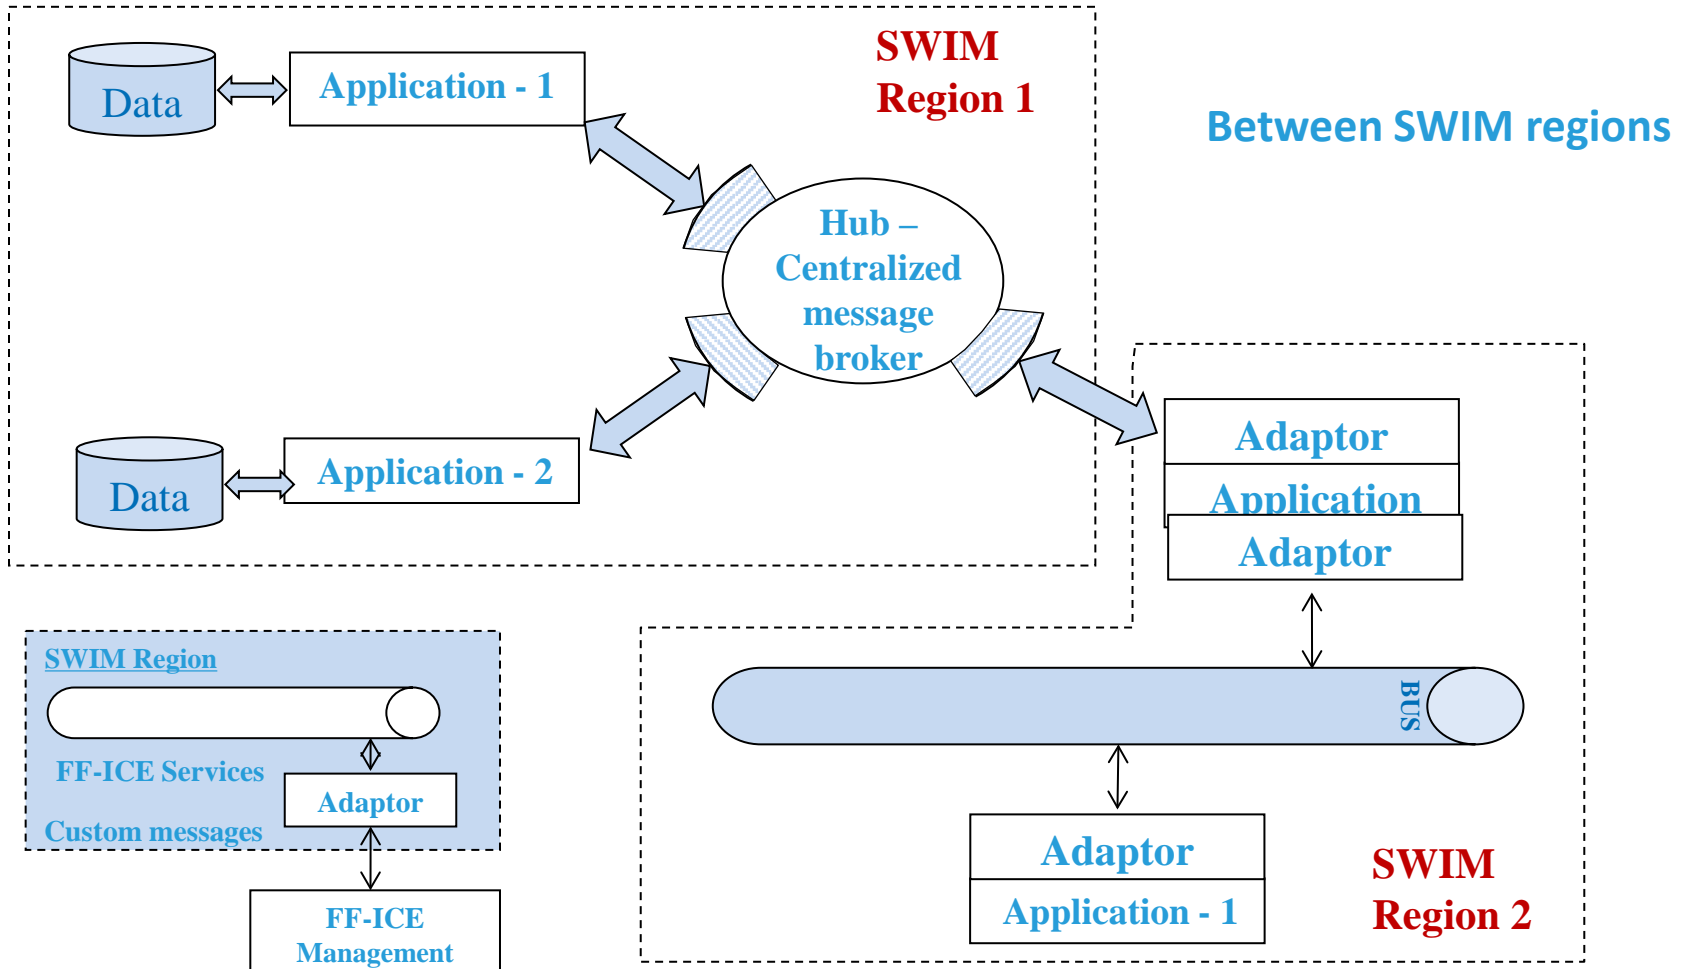 SWIM
Region 1
Between SWIM regions
Data
Application - 1
Hub –
Centralized
message
broker
Data
Application - 2
Adaptor
Application
Adaptor
BUS
Adaptor
Application - 1
SWIM
Region 2
SWIM Region
FF-ICE Services
Adaptor
Custom messages
FF-ICE
Management